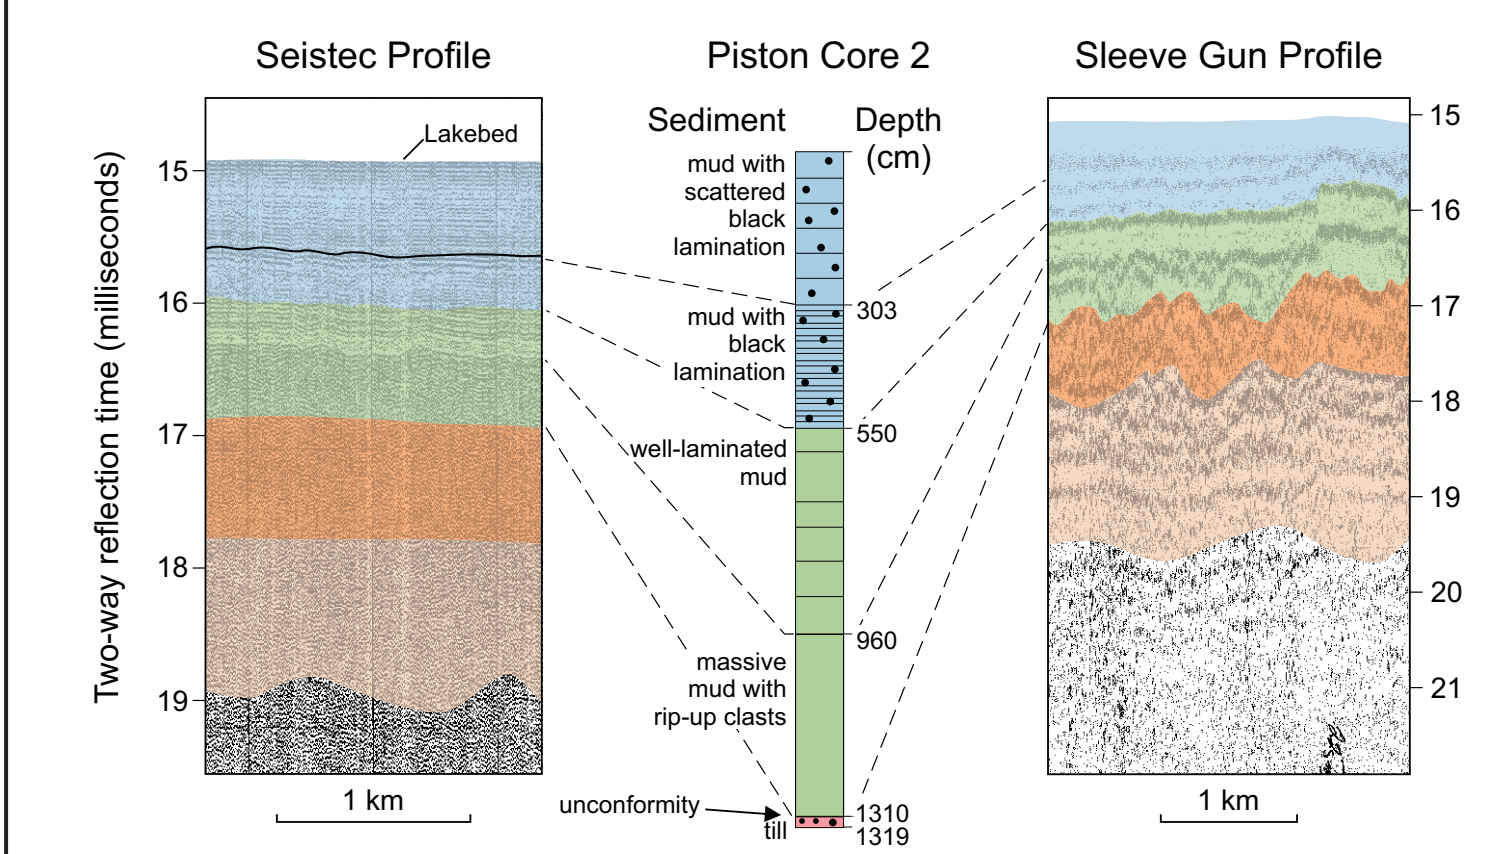 Seistec Profile
Piston Core 2
Sleeve Gun Profile
Two-way reflection time (milliseconds)
15
16
17
18
19
Lakebed
1 km
Sediment
Depth
(cm)
mud with
scattered
black
lamination
303
mud with
black
lamination
550
well-laminated
mud
960
massive
mud with
rip-up clasts
unconformity
1310
till
1319
15
16
17
18
19
20
21
1 km